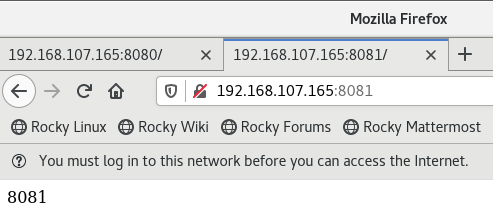 Mozilla Firefox
192.168.107.165:8080/ 192.168.107.165:8081/
192.168.107.165:8081
Rocky Linux Rocky Wiki Rocky Forums Rocky Mattermost
You must log in to this network before you can access the Internet.
8081